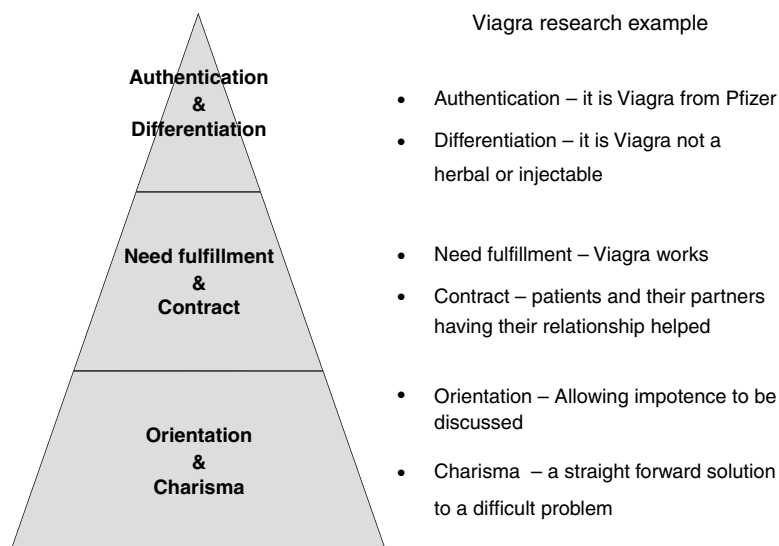 Viagra research example
Authentication
&
Differentiation
• Authentication – it is Viagra from Pfizer
• Differentiation – it is Viagra not a
herbal or injectable
Need fulfillment
&
Contract
• Need fulfillment – Viagra works
• Contract – patients and their partners
having their relationship helped
Orientation
&
Charisma
• Orientation – Allowing impotence to be
discussed
• Charisma – a straight forward solution
to a difficult problem